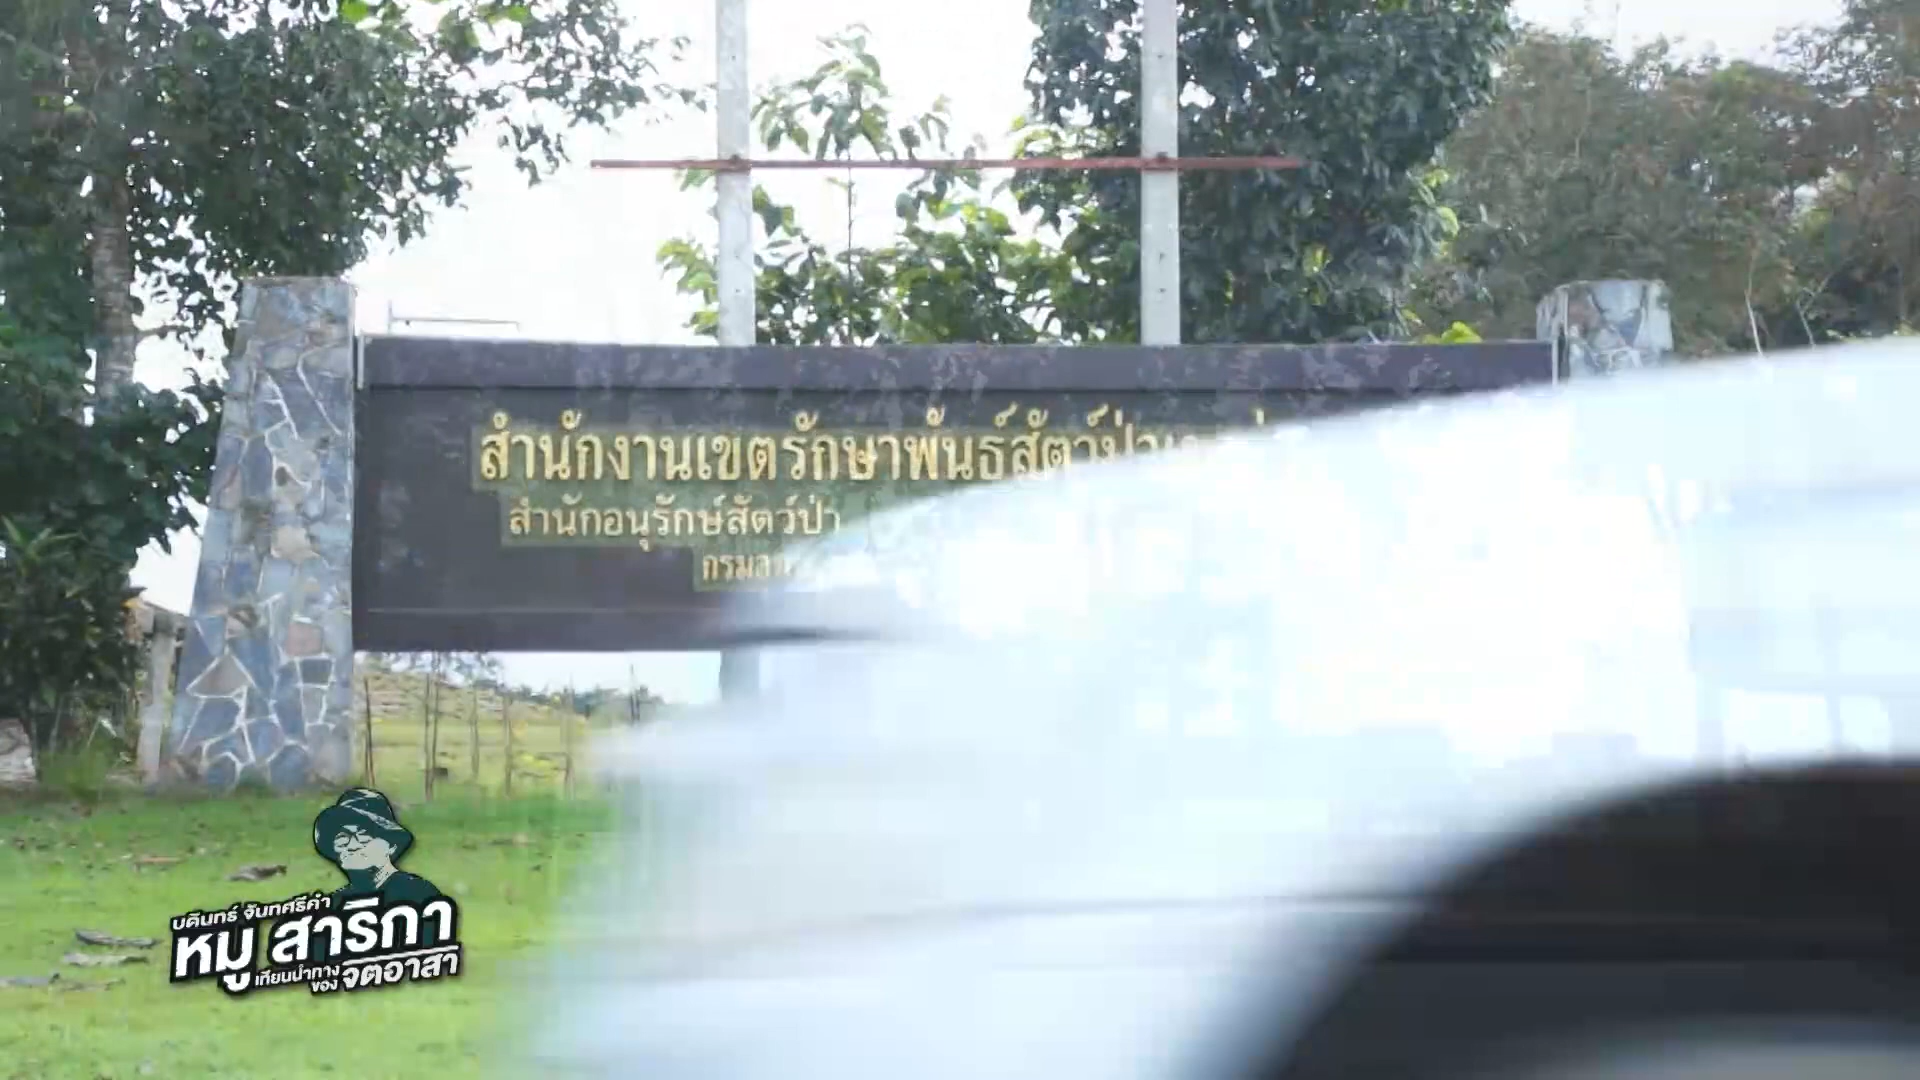 สำนักงานเขตรักษาพันธุ์สัตว์ป่า
สำนักอนุรักษ์สัตว์ป่า
บดินทร์ จันทศรีคำ
หมู สาริกา
เทียนนำทาง
ของ จิตอาสา